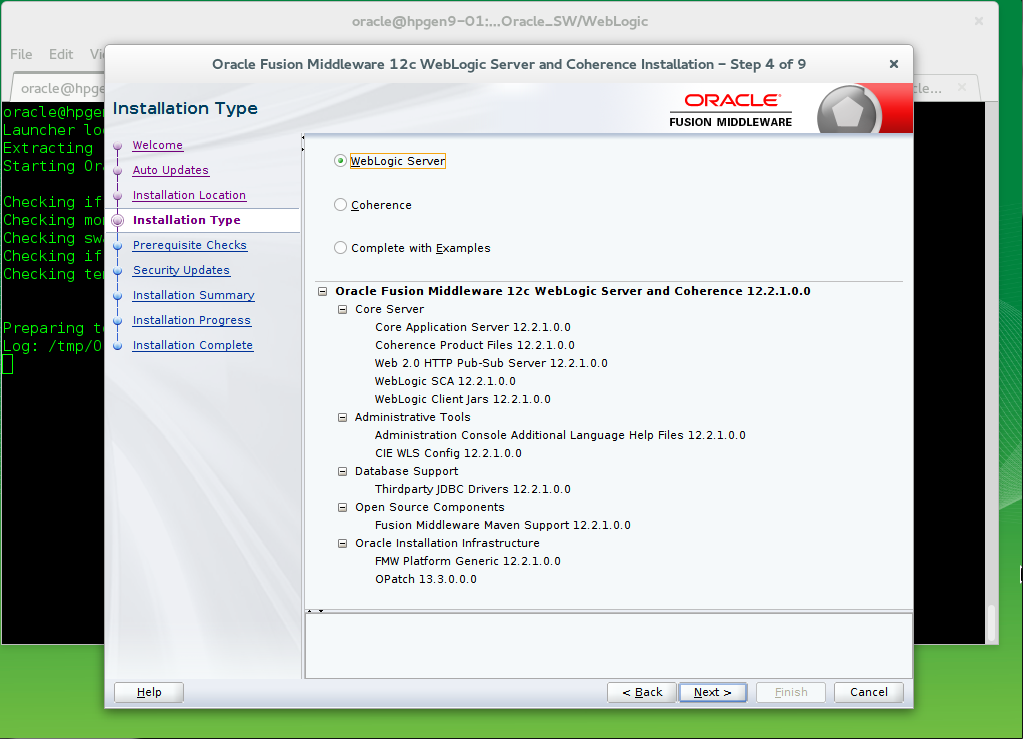 oracle@hpgen9-01:...Oracle_SW/WebLogic
File Edit
oracle@hpge
Oracle Fusion Middleware 12c WebLogic Server and Coherence Installation - Step 4 of 9
Installation Type
ORACLE
FUSION MIDDLEWARE
oracle@hpgen
Launcher lo
Extracting
Starting Or
Checking if
Checking mo
Checking sw
Checking if
Checking te
Preparing t
Log: /tmp/O
Welcome
Auto Updates
Installation Location
Installation Type
Prerequisite Checks
Security Updates
Installation Summary
Installation Progress
Installation Complete
WebLogic Server
Coherence
Complete with Examples
Oracle Fusion Middleware 12c WebLogic Server and Coherence 12.2.1.0.0
Core Server
Core Application Server 12.2.1.0.0
Coherence Product Files 12.2.1.0.0
Web 2.0 HTTP Pub-Sub Server 12.2.1.0.0
WebLogic SCA 12.2.1.0.0
WebLogic Client Jars 12.2.1.0.0
Administrative Tools
Administration Console Additional Language Help Files 12.2.1.0.0
CIE WLS Config 12.2.1.0.0
Database Support
Thirdparty JDBC Drivers 12.2.1.0.0
Open Source Components
Fusion Middleware Maven Support 12.2.1.0.0
Oracle Installation Infrastructure
FMW Platform Generic 12.2.1.0.0
OPatch 13.3.0.0.0
Help
< Back
Next >
Finish
Cancel